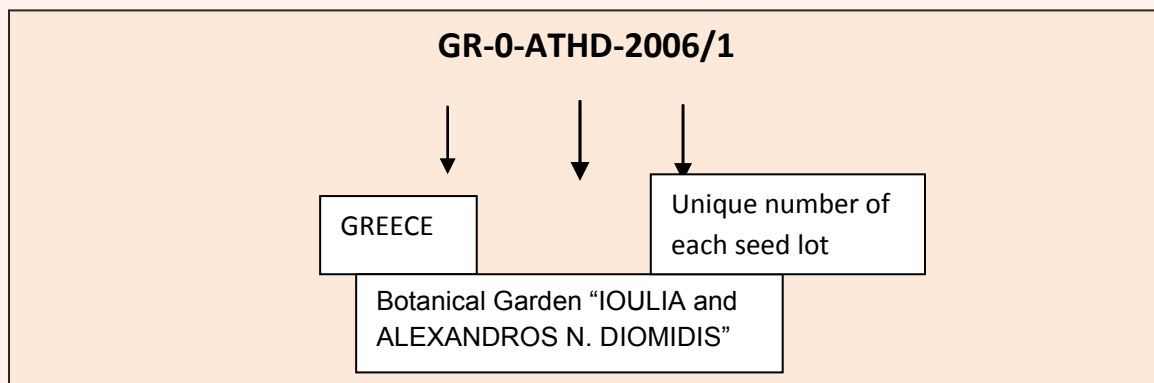 GR-0-ATHD-2006/1
GREECE
Unique number of
each seed lot
Botanical Garden “IOULIA and
ALEXANDROS N. DIOMIDIS”